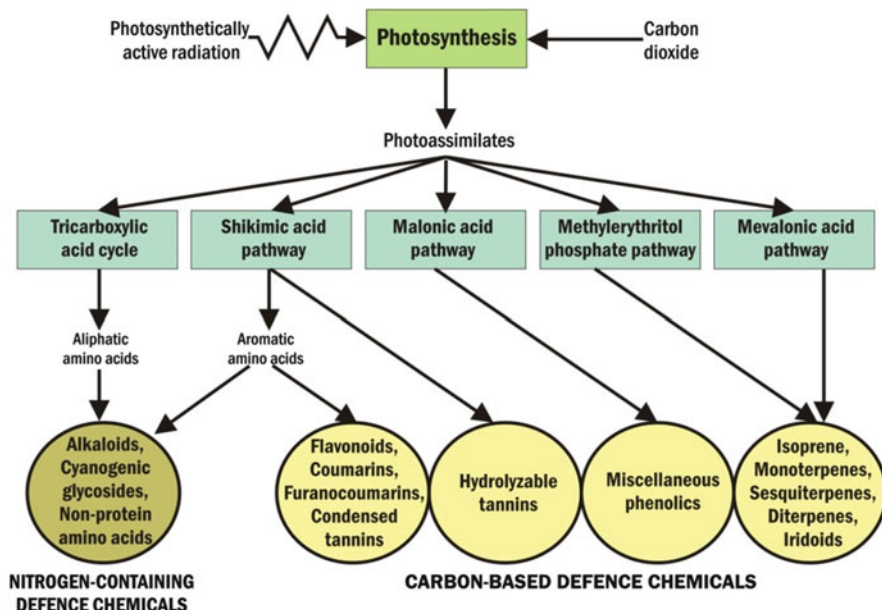 Photosynthetically
active radiation
Photosynthesis
Carbon
dioxide
Photoassimilates
Tricarboxylic
acid cycle
Shikimic acid
pathway
Malonic acid
pathway
Methylerythritol
phosphate pathway
Mevalonic acid
pathway
Aliphatic
amino acids
Aromatic
amino acids
Alkaloids,
Cyanogenic
glycosides,
Non-protein
amino acids
Flavonoids,
Coumarins,
Furanocoumarins,
Condensed
tannins
Hydrolyzable
tannins
Miscellaneous
phenolics
Isoprene,
Monoterpenes,
Sesquiterpenes,
Diterpenes,
Iridoids
NITROGEN-CONTAINING
DEFENCE CHEMICALS
CARBON-BASED DEFENCE CHEMICALS